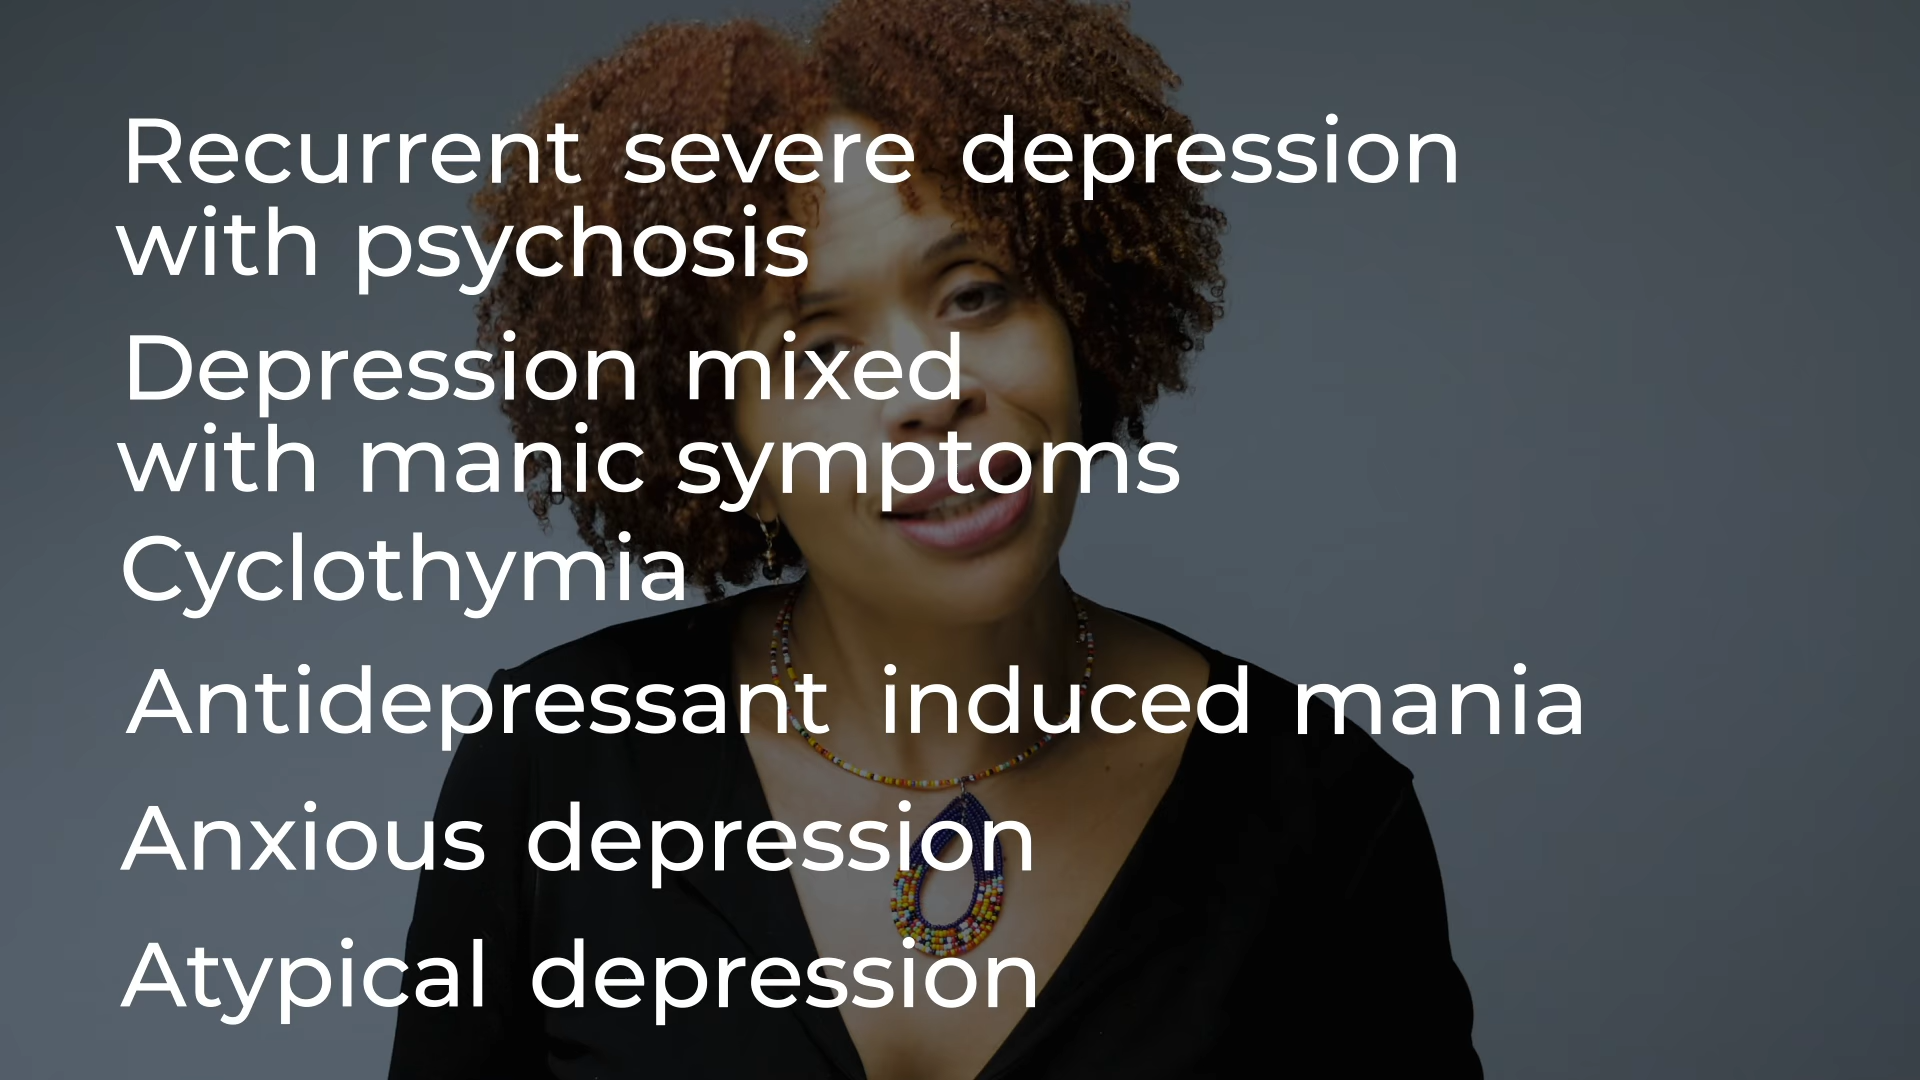 Recurrent severe depression
with psychosis
Depression mixed
with manic symptoms
Cyclothymia
Antidepressant induced mania
Anxious depression
Atypical depression